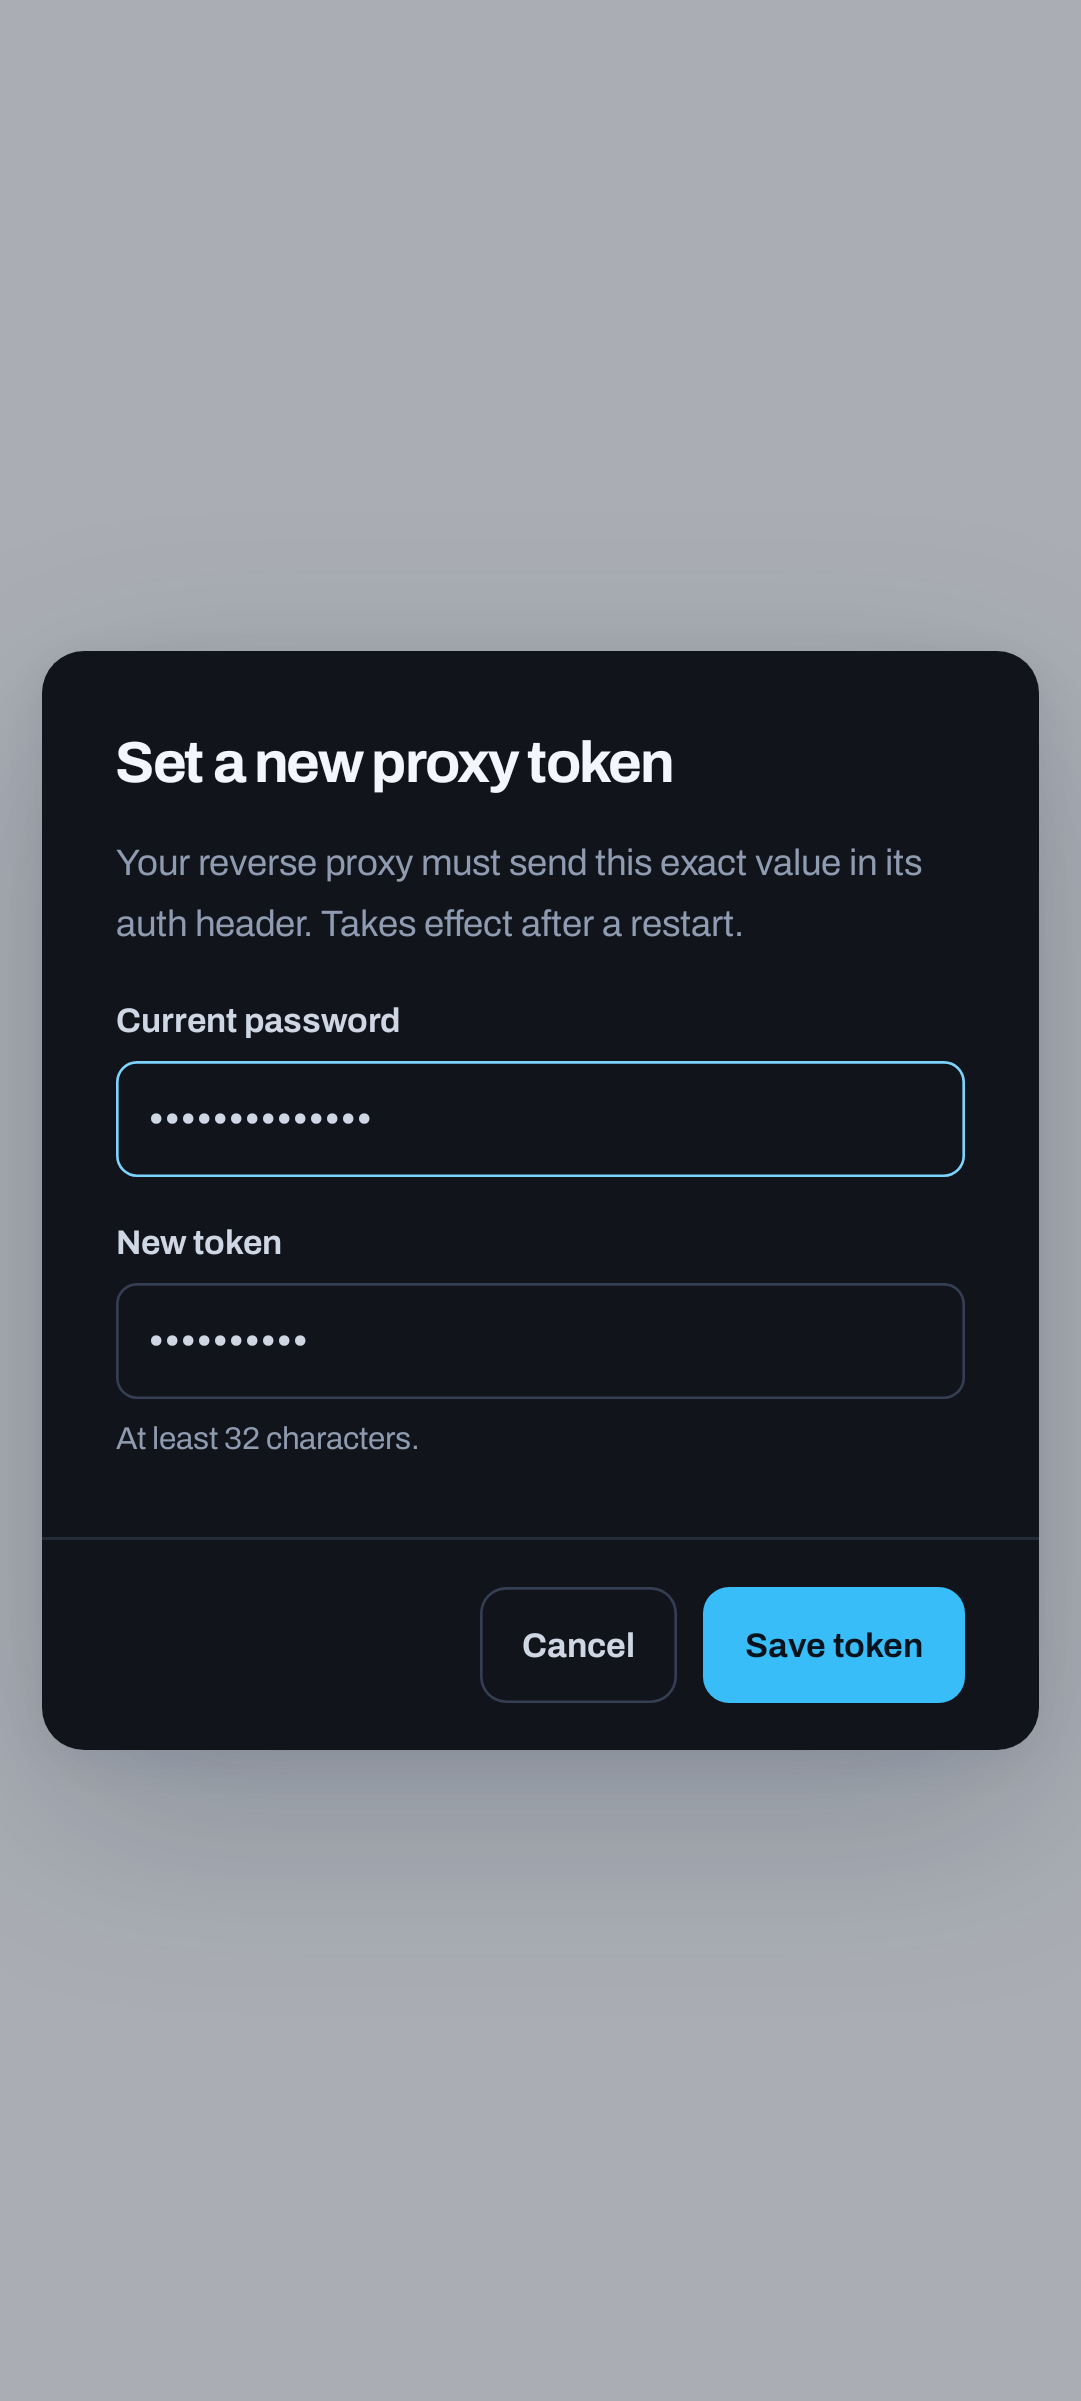 Set a new proxy token
Your reverse proxy must send this exact value in its
auth header. Takes effect after a restart.
Current password
••••••••••••••
New token
••••••••••
At least 32 characters.
Cancel
Save token